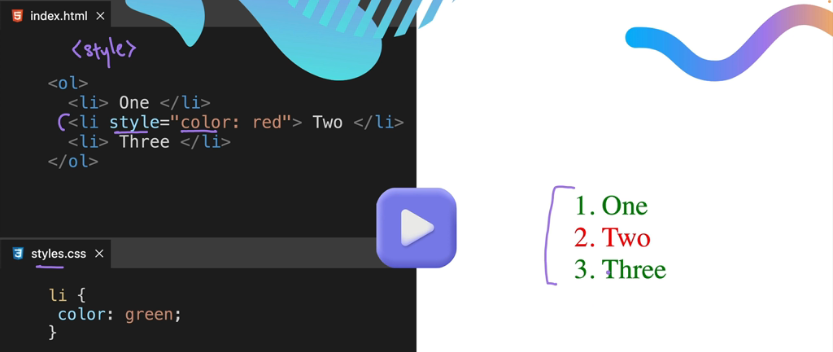 index.html ×
<style>
<ol>
<li> One </li>
<li style="color: red"> Two </li>
<li> Three </li>
</ol>
styles.css ×
li {
color: green;
}
1. One
2. Two
3. Three